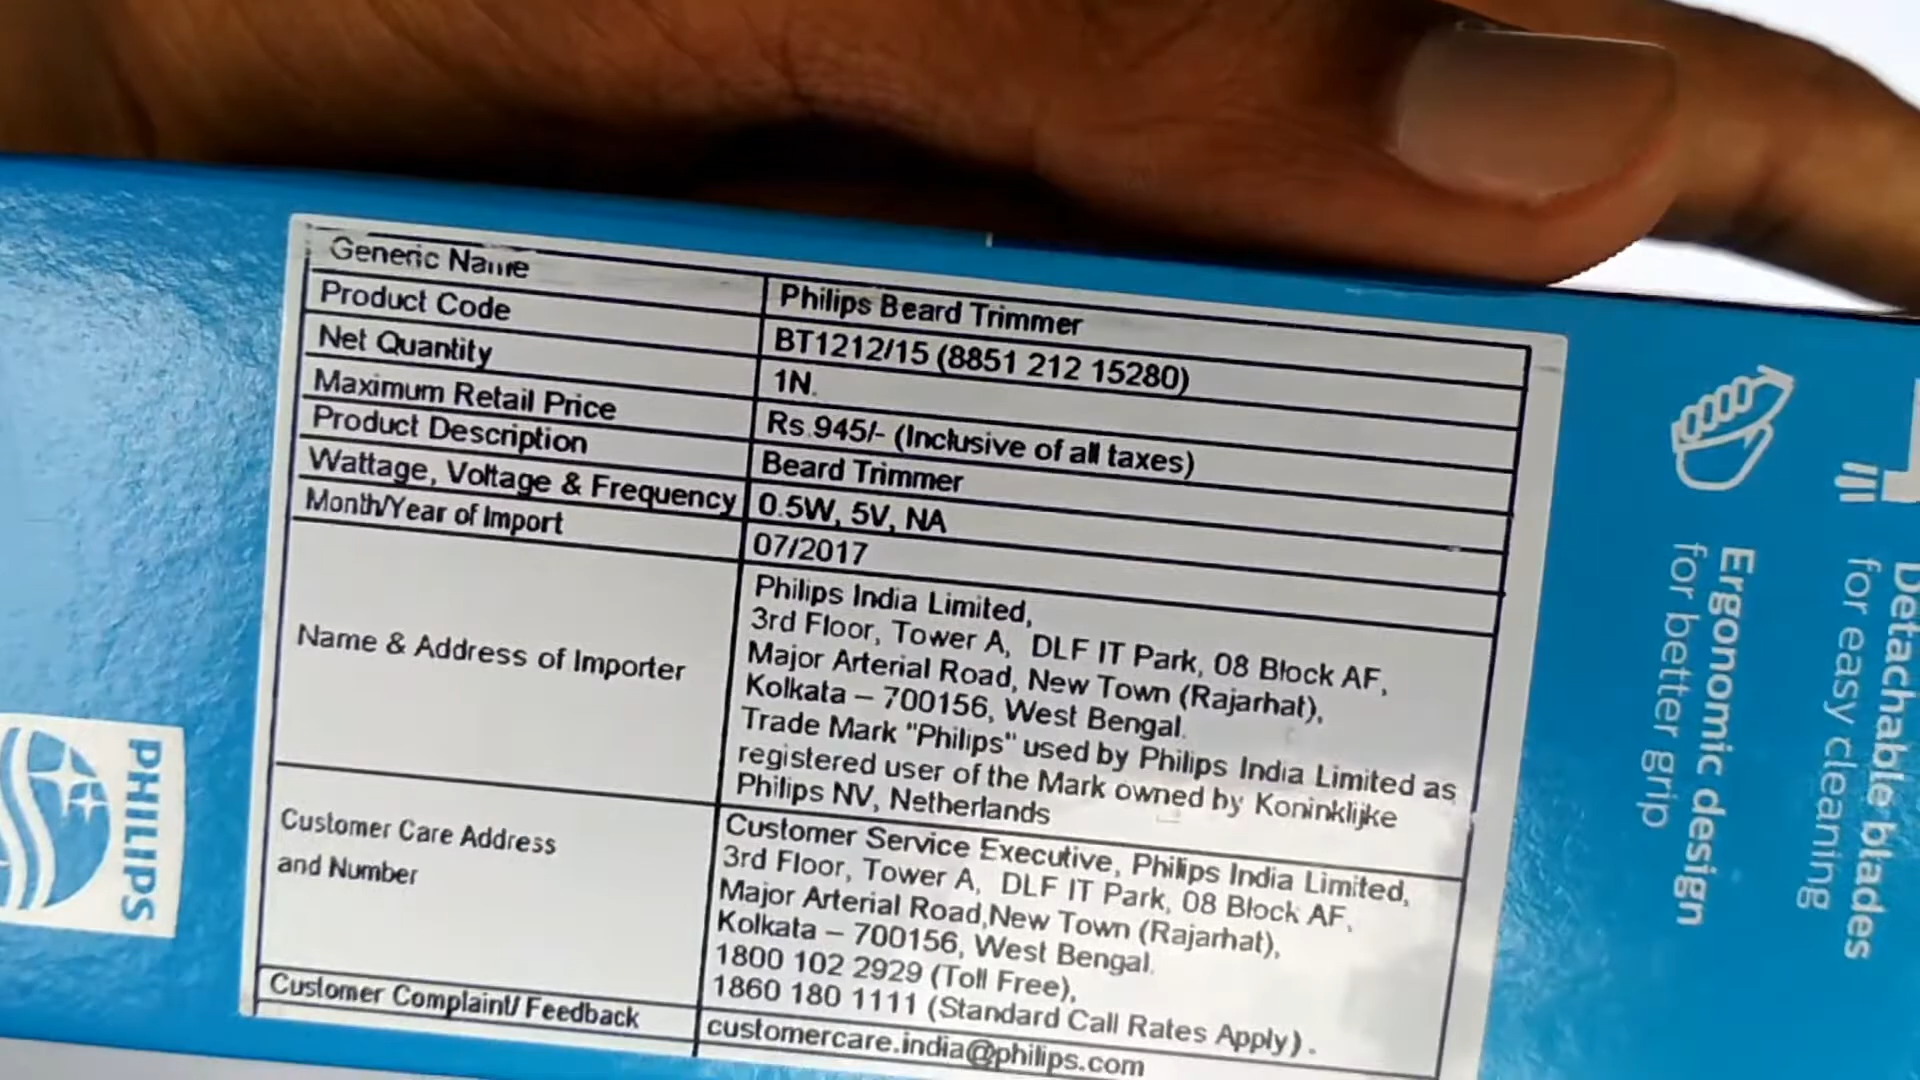 Generic Name
Philips Beard Trimmer
Product Code
BT1212/15 (8851 212 15280)
Net Quantity
1N.
Maximum Retail Price
Rs.945/- (Inclusive of all taxes)
Product Description
Beard Trimmer
Wattage, Voltage & Frequency
0.5W, 5V, NA
Month/Year of Import
07/2017
Name & Address of Importer
Philips India Limited,
3rd Floor, Tower A, DLF IT Park, 08 Block AF,
Major Arterial Road, New Town (Rajarhat),
Kolkata – 700156, West Bengal.
Trade Mark "Philips" used by Philips India Limited as
registered user of the Mark owned by Koninklijke
Philips NV, Netherlands
Customer Care Address
and Number
Customer Service Executive, Philips India Limited,
3rd Floor, Tower A, DLF IT Park, 08 Block AF,
Major Arterial Road,New Town (Rajarhat),
Kolkata – 700156, West Bengal.
1800 102 2929 (Toll Free),
1860 180 1111 (Standard Call Rates Apply).
Customer Complaint/ Feedback
customercare.india@philips.com
PHILIPS
Ergonomic design
for better grip
Detachable blades
for easy cleaning